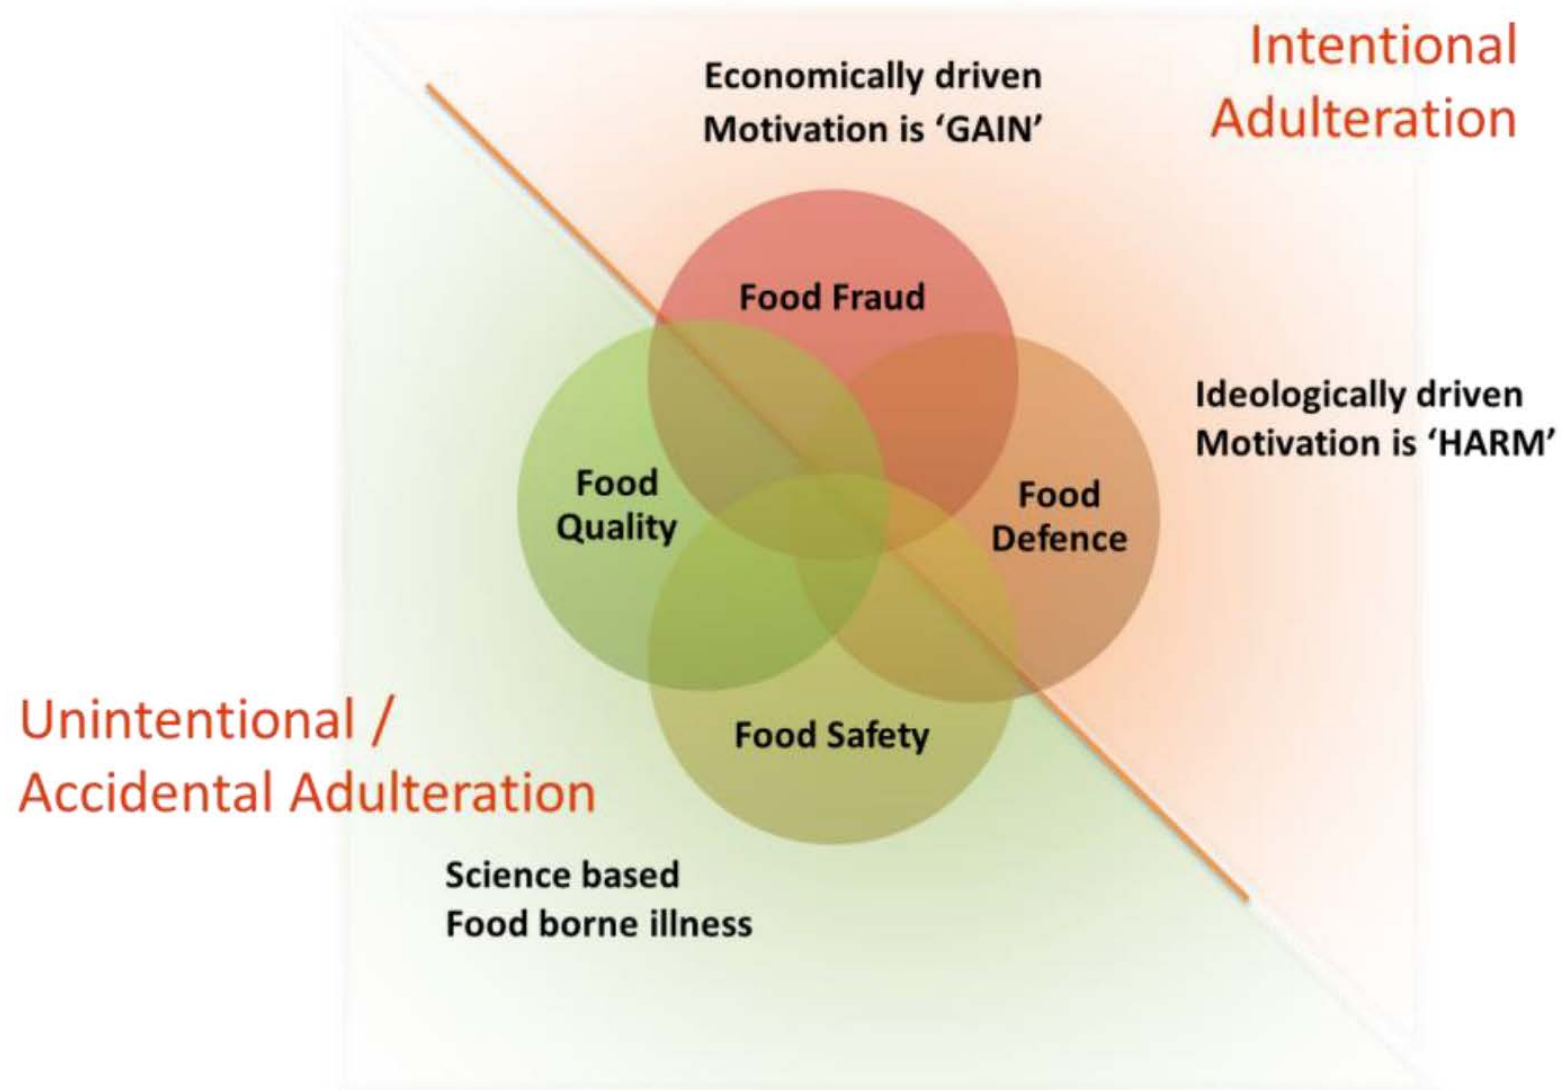 Intentional
Adulteration
Economically driven
Motivation is ‘GAIN’
Food Fraud
Ideologically driven
Motivation is ‘HARM’
Food
Quality
Food
Defence
Unintentional /
Accidental Adulteration
Food Safety
Science based
Food borne illness